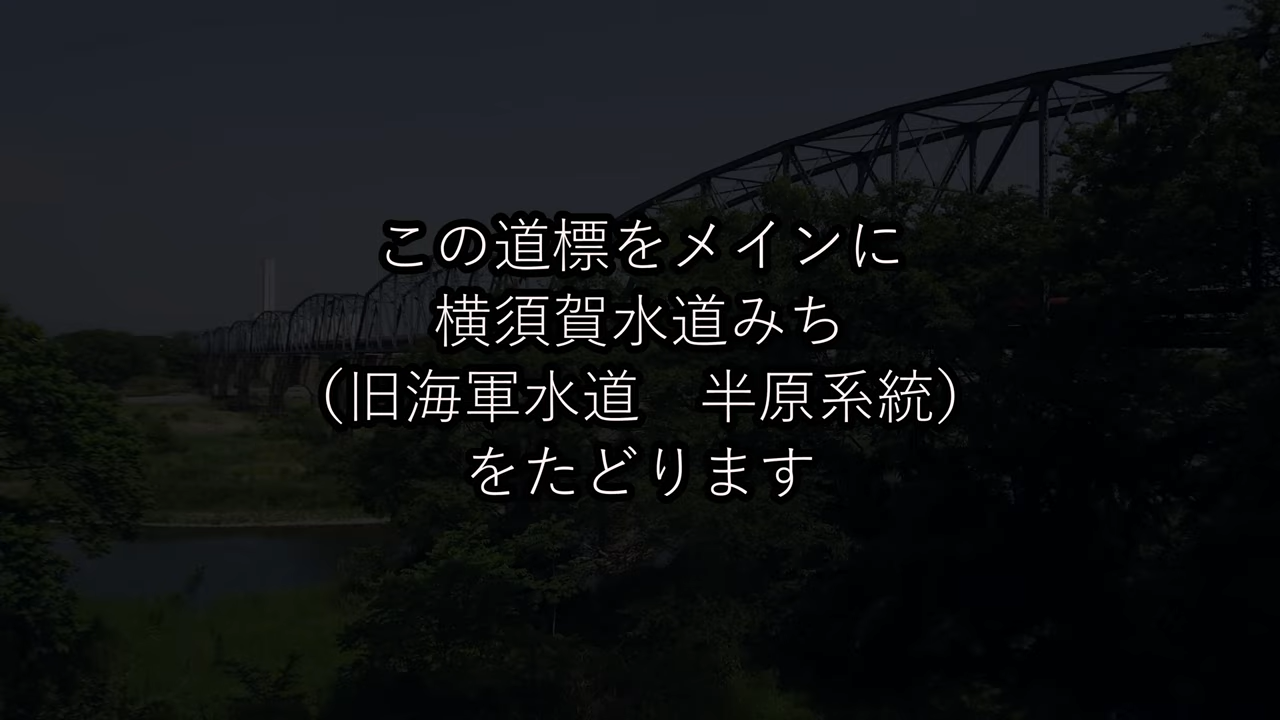 この道標をメインに
横須賀水道みち
（旧海軍水道　半原系統）
をたどります